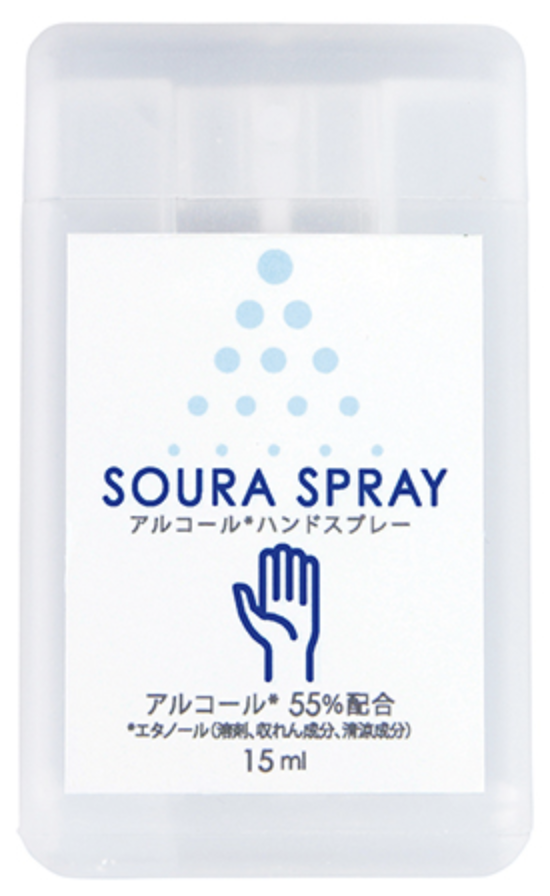 SOURA SPRAY
アルコール*ハンドスプレー
アルコール* 55%配合
*エタノール(溶剤、収れん成分、清涼成分)
15ml